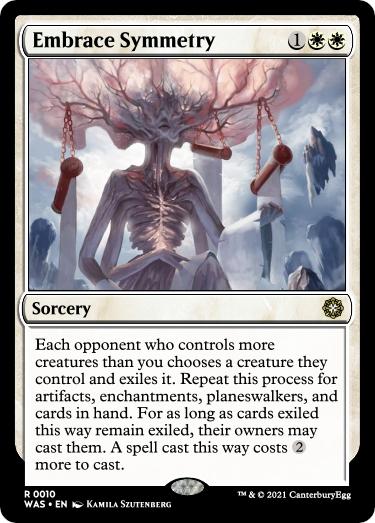 Embrace Symmetry 1
Sorcery
Each opponent who controls more
creatures than you chooses a creature they
control and exiles it. Repeat this process for
artifacts, enchantments, planeswalkers, and
cards in hand. For as long as cards exiled
this way remain exiled, their owners may
cast them. A spell cast this way costs 2
more to cast.
R 0010
WAS • EN KAMILA SZUTENBERG ™ & © 2021 CanterburyEgg